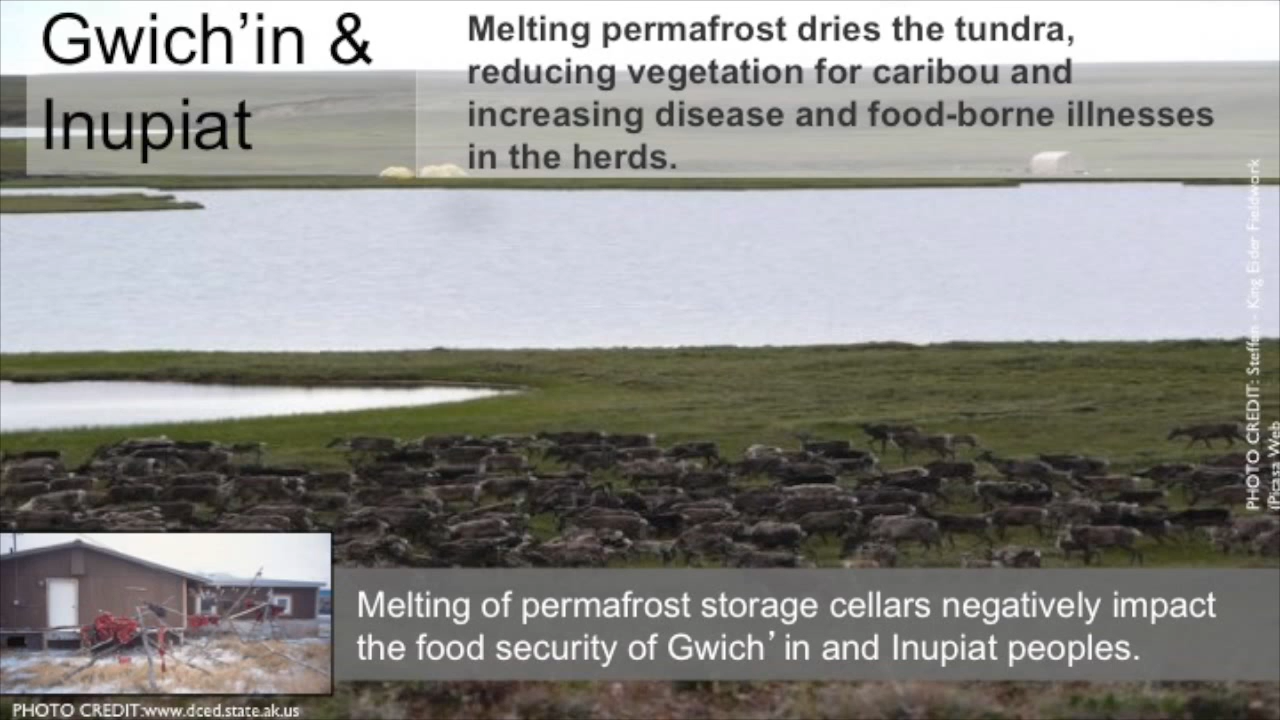 Gwich’in &
Inupiat
Melting permafrost dries the tundra,
reducing vegetation for caribou and
increasing disease and food-borne illnesses
in the herds.
PHOTO CREDIT: Steffen - King Eider Fieldwork
(Picasa Web
Melting of permafrost storage cellars negatively impact
the food security of Gwich’in and Inupiat peoples.
PHOTO CREDIT:www.dced.state.ak.us